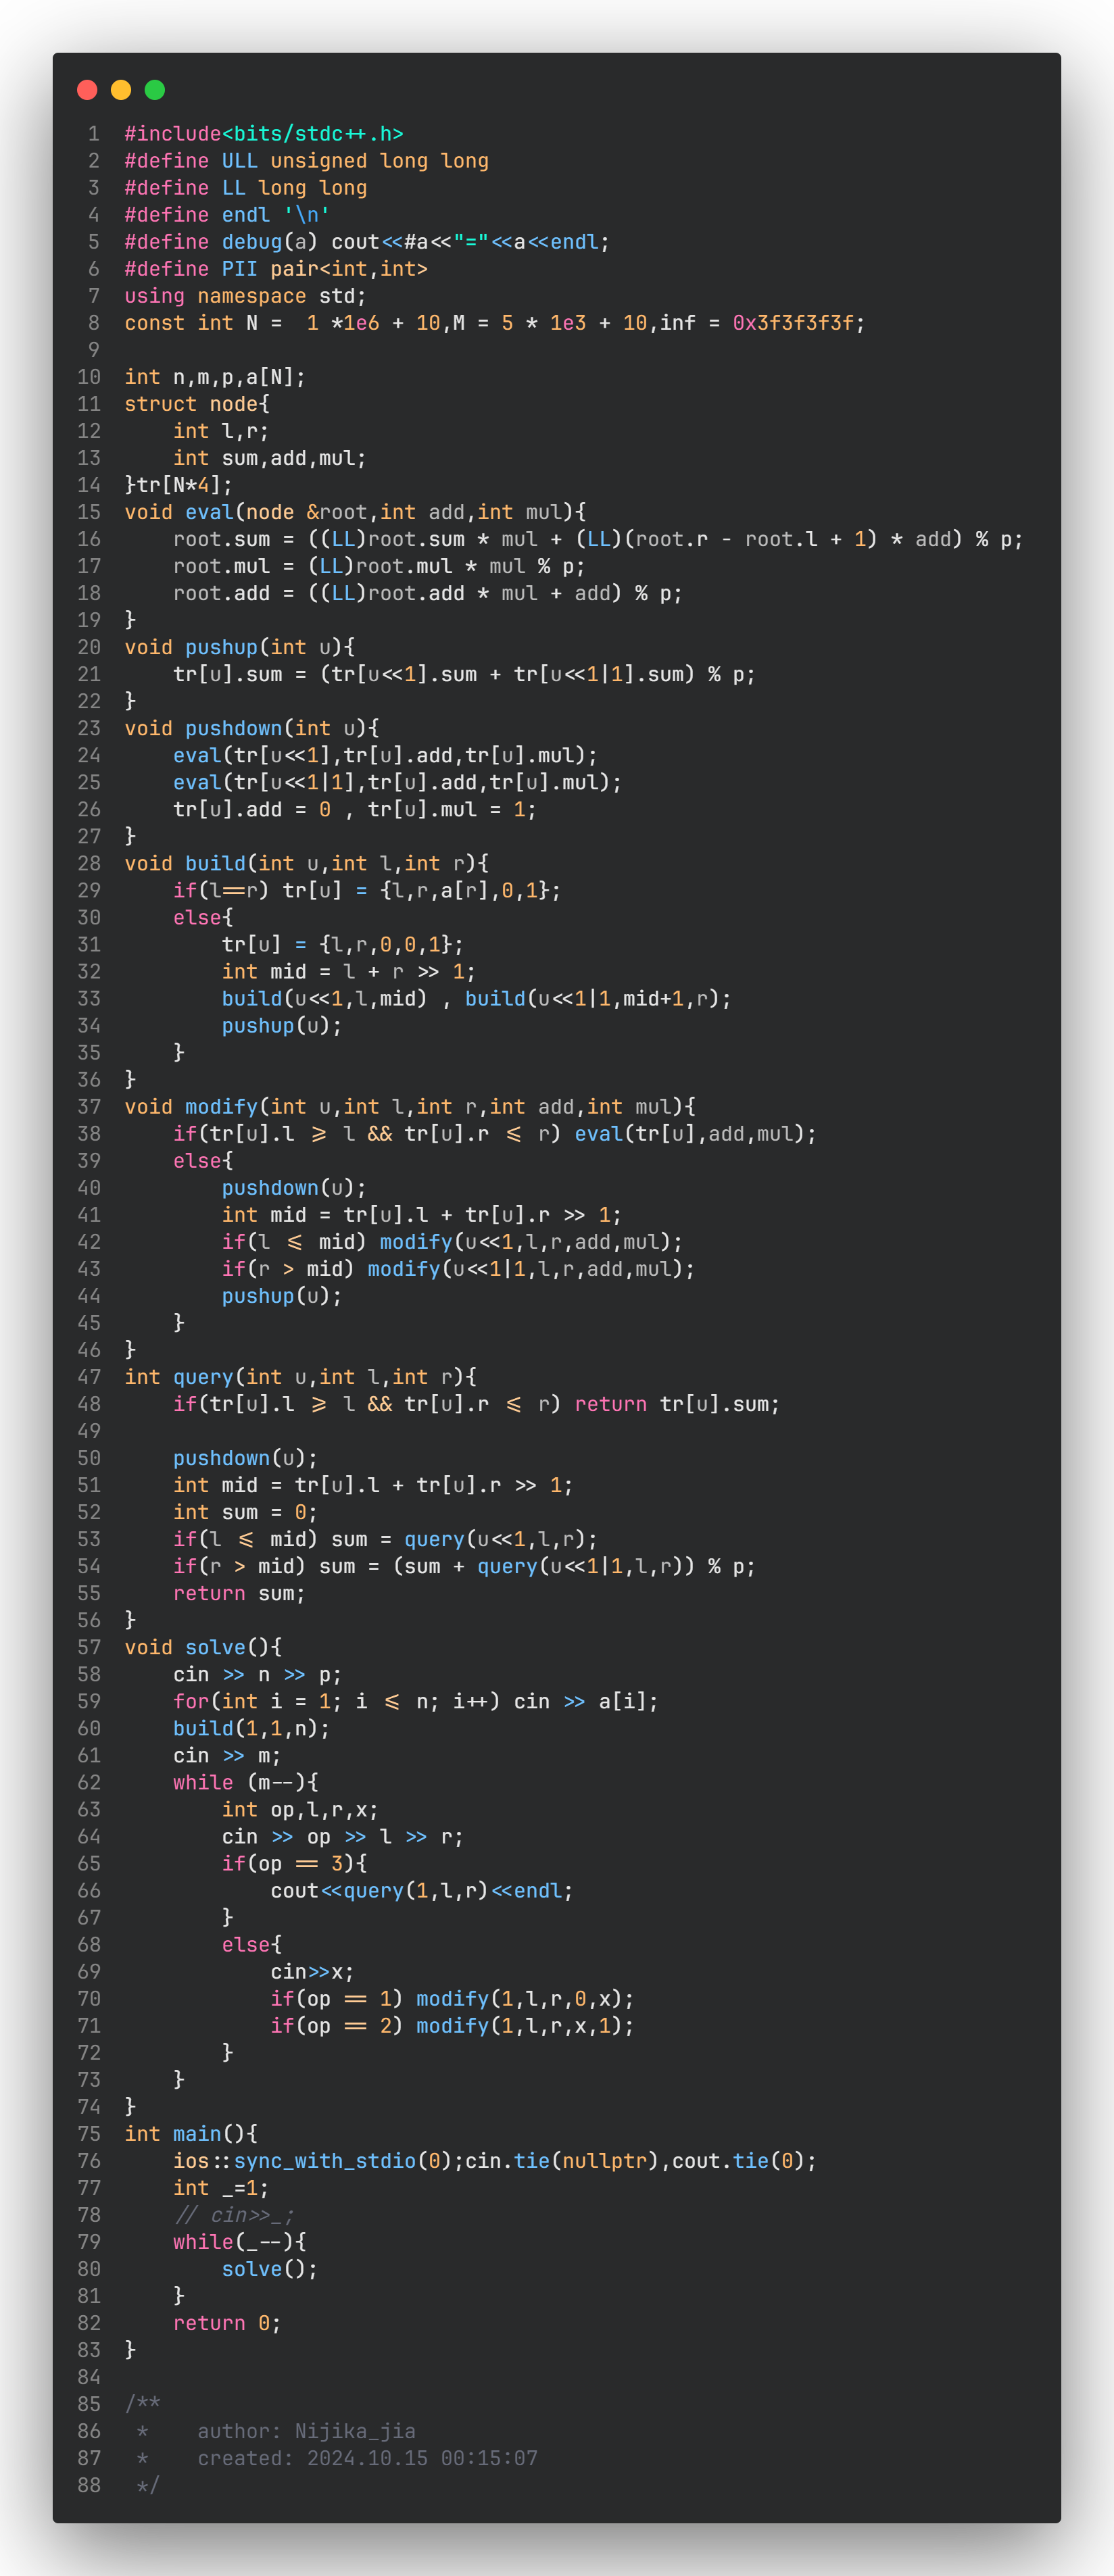 1 #include<bits/stdc++.h>
2 #define ULL unsigned long long
3 #define LL long long
4 #define endl '\n'
5 #define debug(a) cout<<#a<<"="<<a<<endl;
6 #define PII pair<int,int>
7 using namespace std;
8 const int N =  1 *1e6 + 10,M = 5 * 1e3 + 10,inf = 0x3f3f3f3f;
9
10 int n,m,p,a[N];
11 struct node{
12     int l,r;
13     int sum,add,mul;
14 }tr[N*4];
15 void eval(node &root,int add,int mul){
16     root.sum = ((LL)root.sum * mul + (LL)(root.r - root.l + 1) * add) % p;
17     root.mul = (LL)root.mul * mul % p;
18     root.add = ((LL)root.add * mul + add) % p;
19 }
20 void pushup(int u){
21     tr[u].sum = (tr[u<<1].sum + tr[u<<1|1].sum) % p;
22 }
23 void pushdown(int u){
24     eval(tr[u<<1],tr[u].add,tr[u].mul);
25     eval(tr[u<<1|1],tr[u].add,tr[u].mul);
26     tr[u].add = 0 , tr[u].mul = 1;
27 }
28 void build(int u,int l,int r){
29     if(l==r) tr[u] = {l,r,a[r],0,1};
30     else{
31         tr[u] = {l,r,0,0,1};
32         int mid = l + r >> 1;
33         build(u<<1,l,mid) , build(u<<1|1,mid+1,r);
34         pushup(u);
35     }
36 }
37 void modify(int u,int l,int r,int add,int mul){
38     if(tr[u].l >= l && tr[u].r <= r) eval(tr[u],add,mul);
39     else{
40         pushdown(u);
41         int mid = tr[u].l + tr[u].r >> 1;
42         if(l <= mid) modify(u<<1,l,r,add,mul);
43         if(r > mid) modify(u<<1|1,l,r,add,mul);
44         pushup(u);
45     }
46 }
47 int query(int u,int l,int r){
48     if(tr[u].l >= l && tr[u].r <= r) return tr[u].sum;
49
50     pushdown(u);
51     int mid = tr[u].l + tr[u].r >> 1;
52     int sum = 0;
53     if(l <= mid) sum = query(u<<1,l,r);
54     if(r > mid) sum = (sum + query(u<<1|1,l,r)) % p;
55     return sum;
56 }
57 void solve(){
58     cin >> n >> p;
59     for(int i = 1; i <= n; i++) cin >> a[i];
60     build(1,1,n);
61     cin >> m;
62     while (m--){
63         int op,l,r,x;
64         cin >> op >> l >> r;
65         if(op == 3){
66             cout<<query(1,l,r)<<endl;
67         }
68         else{
69             cin>>x;
70             if(op == 1) modify(1,l,r,0,x);
71             if(op == 2) modify(1,l,r,x,1);
72         }
73     }
74 }
75 int main(){
76     ios::sync_with_stdio(0);cin.tie(nullptr),cout.tie(0);
77     int _=1;
78     // cin>>_;
79     while(_--){
80         solve();
81     }
82     return 0;
83 }
84
85 /**
86  *    author: Nijika_jia
87  *    created: 2024.10.15 00:15:07
88  */